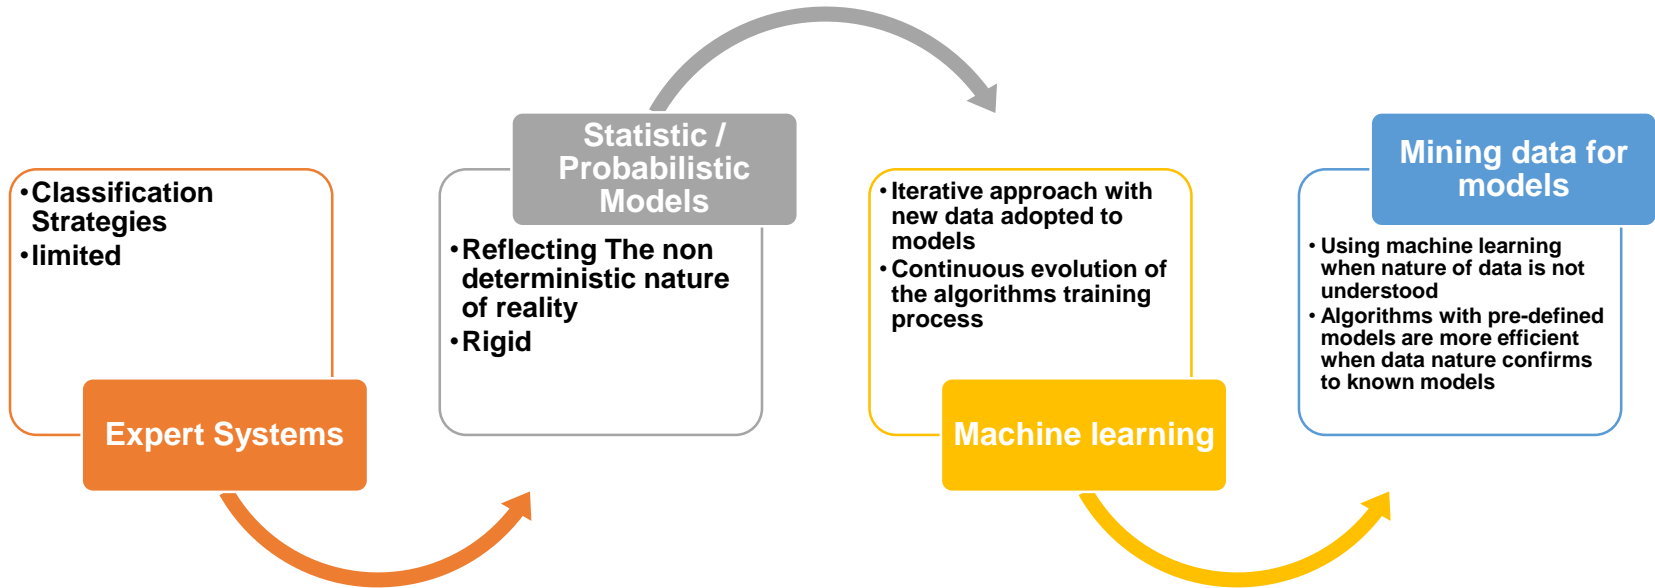 •Classification
Strategies
•limited
Expert Systems
Statistic /
Probabilistic
Models
•Reflecting The non
deterministic nature
of reality
•Rigid
•Iterative approach with
new data adopted to
models
•Continuous evolution of
the algorithms training
process
Machine learning
Mining data for
models
• Using machine learning
when nature of data is not
understood
• Algorithms with pre-defined
models are more efficient
when data nature confirms
to known models